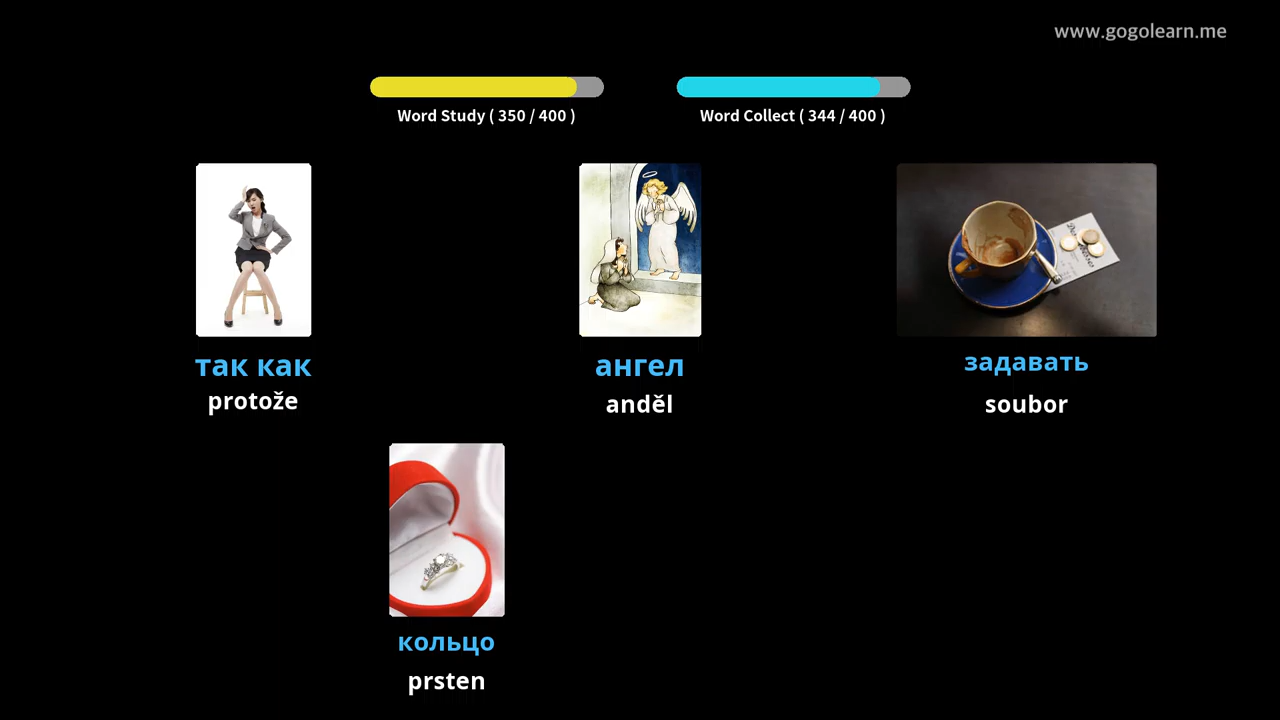 www.gogolearn.me
Word Study ( 350 / 400 )
Word Collect ( 344 / 400 )
так как
protože
ангел
anděl
задавать
soubor
кольцо
prsten